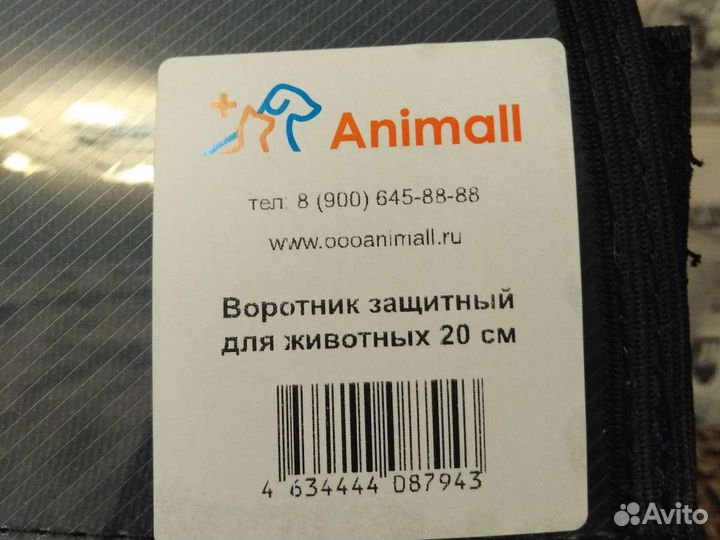 Animall
тел: 8 (900) 645-88-88
www.oooanimall.ru
Воротник защитный
для животных 20 см
4 634444 087943
Avito